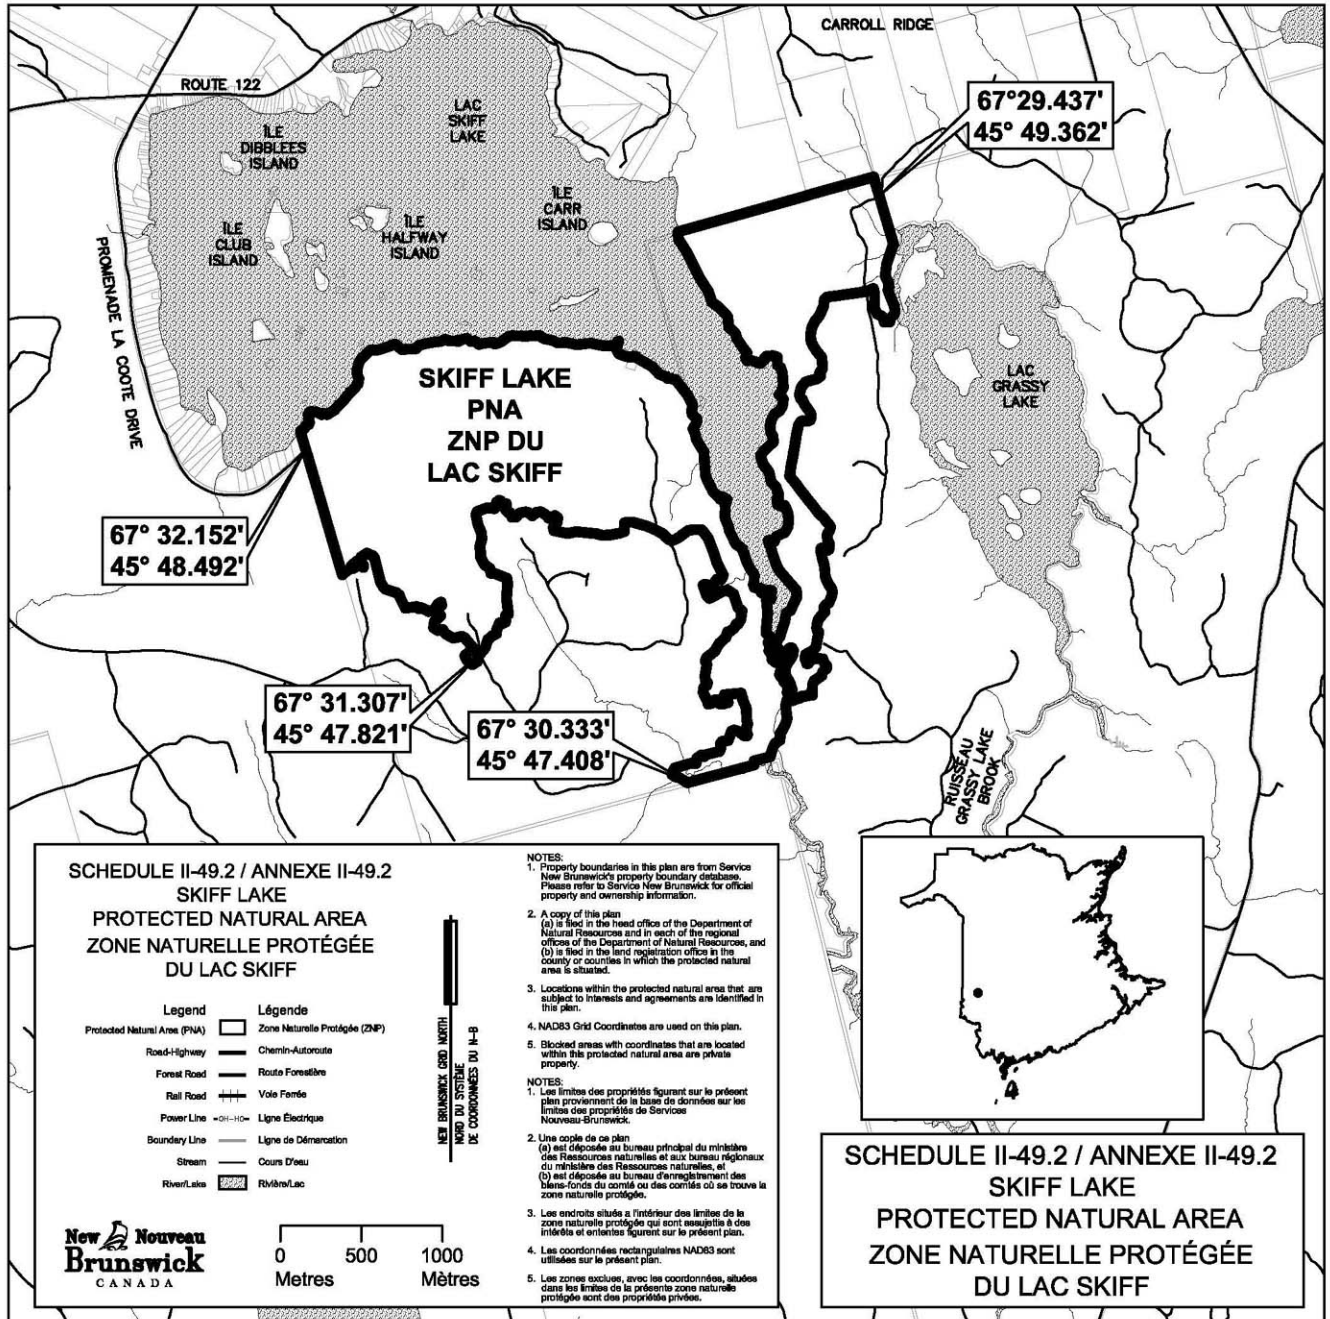 CARROLL RIDGE
ROUTE 122
LAC
SKIFF
LAKE
67°29.437'
45° 49.362'
ÎLE
DIBBLEES
ISLAND
ÎLE
CARR
ISLAND
ÎLE
CLUB
ISLAND
ÎLE
HALFWAY
ISLAND
PROMENADE LA COOTE DRIVE
LAC
GRASSY
LAKE
SKIFF LAKE
PNA
ZNP DU
LAC SKIFF
67° 32.152'
45° 48.492'
67° 31.307'
45° 47.821'
67° 30.333'
45° 47.408'
RUISSEAU
GRASSY LAKE
BROOK
SCHEDULE II-49.2 / ANNEXE II-49.2
SKIFF LAKE
PROTECTED NATURAL AREA
ZONE NATURELLE PROTÉGÉE
DU LAC SKIFF
Legend Légende
Protected Natural Area (PNA) Zone Naturelle Protégée (ZNP)
Road-Highway Chemin-Autoroute
Forest Road Route Forestière
Rail Road Voie Ferrée
Power Line -OH-HO- Ligne Électrique
Boundary Line Ligne de Démarcation
Stream Cours D'eau
River/Lake Rivière/Lac
NEW BRUNSWICK GRID NORTH
NORD DU SYSTÈME
DE COORDONNÉES DU N-B
New Nouveau
Brunswick
CANADA
0 500 1000
Metres Mètres
NOTES:
1. Property boundaries in this plan are from Service
New Brunswick's property boundary database.
Please refer to Service New Brunswick for official
property and ownership information.
2. A copy of this plan
(a) is filed in the head office of the Department of
Natural Resources and in each of the regional
offices of the Department of Natural Resources, and
(b) is filed in the land registration office in the
county or counties in which the protected natural
area is situated.
3. Locations within the protected natural area that are
subject to interests and agreements are identified in
this plan.
4. NAD83 Grid Coordinates are used on this plan.
5. Blocked areas with coordinates that are located
within this protected natural area are private
property.
NOTES:
1. Les limites des propriétés figurant sur le présent
plan proviennent de la base de données sur les
limites des propriétés de Services
Nouveau-Brunswick.
2. Une copie de ce plan
(a) est déposée au bureau principal du ministère
des Ressources naturelles et aux bureau régionaux
du ministère des Ressources naturelles, et
(b) est déposée au bureau d'enregistrement des
biens-fonds du comté ou des comtés où se trouve la
zone naturelle protégée.
3. Les endroits situés a l'intérieur des limites de la
zone naturelle protégée qui sont assujettis à des
intérêts et ententes figurent sur le présent plan.
4. Les coordonnées rectangulaires NAD83 sont
utilisées sur le présent plan.
5. Les zones exclues, avec les coordonnées, situées
dans les limites de la présente zone naturelle
protégée sont des propriétés privées.
SCHEDULE II-49.2 / ANNEXE II-49.2
SKIFF LAKE
PROTECTED NATURAL AREA
ZONE NATURELLE PROTÉGÉE
DU LAC SKIFF